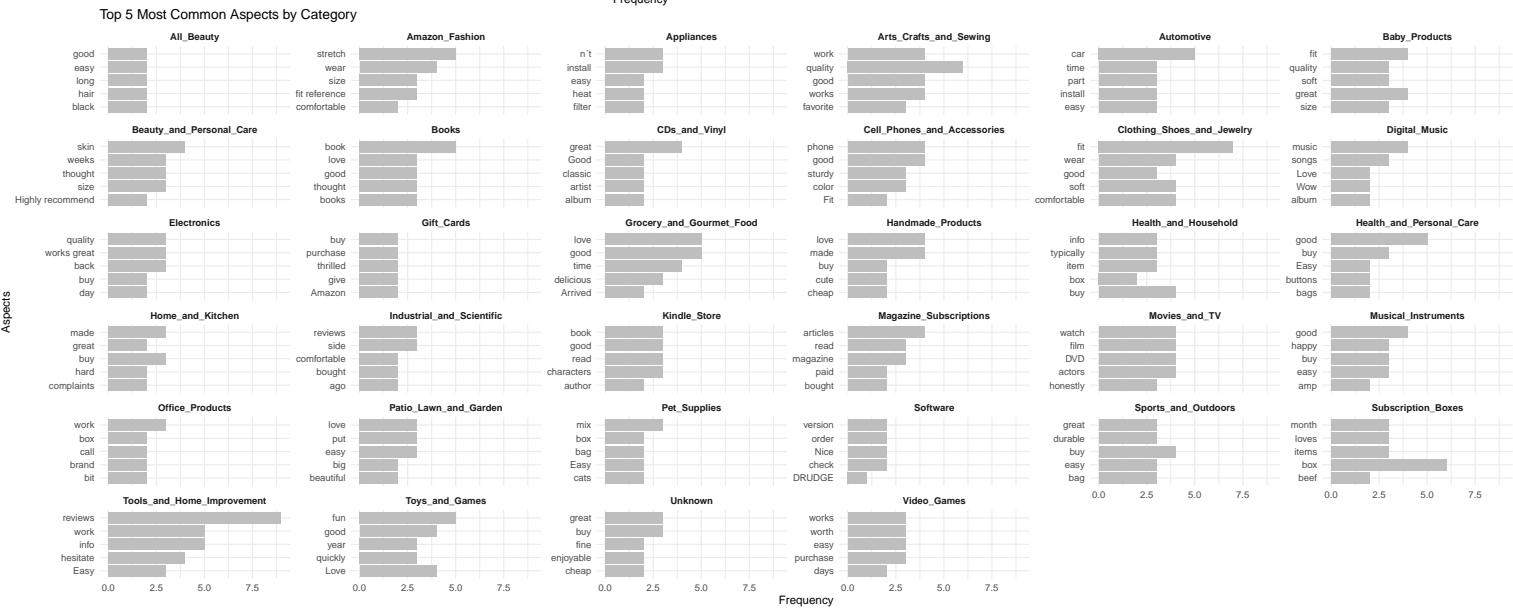 Frequency
Top 5 Most Common Aspects by Category
All_Beauty
good
easy
long
hair
black
Amazon_Fashion
stretch
wear
size
fit reference
comfortable
Appliances
n´t
install
easy
heat
filter
Arts_Crafts_and_Sewing
work
quality
good
works
favorite
Automotive
car
time
part
install
easy
Baby_Products
fit
quality
soft
great
size
Beauty_and_Personal_Care
skin
weeks
thought
size
Highly recommend
Books
book
love
good
thought
books
CDs_and_Vinyl
great
Good
classic
artist
album
Cell_Phones_and_Accessories
phone
good
sturdy
color
Fit
Clothing_Shoes_and_Jewelry
fit
wear
good
soft
comfortable
Digital_Music
music
songs
Love
Wow
album
Electronics
quality
works great
back
buy
day
Gift_Cards
buy
purchase
thrilled
give
Amazon
Grocery_and_Gourmet_Food
love
good
time
delicious
Arrived
Handmade_Products
love
made
buy
cute
cheap
Health_and_Household
info
typically
item
box
buy
Health_and_Personal_Care
good
buy
Easy
buttons
bags
Aspects
Home_and_Kitchen
made
great
buy
hard
complaints
Industrial_and_Scientific
reviews
side
comfortable
bought
ago
Kindle_Store
book
good
read
characters
author
Magazine_Subscriptions
articles
read
magazine
paid
bought
Movies_and_TV
watch
film
DVD
actors
honestly
Musical_Instruments
good
happy
buy
easy
amp
Office_Products
work
box
call
brand
bit
Patio_Lawn_and_Garden
love
put
easy
big
beautiful
Pet_Supplies
mix
box
bag
Easy
cats
Software
version
order
Nice
check
DRUDGE
Sports_and_Outdoors
great
durable
buy
easy
bag
0.0 2.5 5.0 7.5
Subscription_Boxes
month
loves
items
box
beef
0.0 2.5 5.0 7.5
Tools_and_Home_Improvement
reviews
work
info
hesitate
Easy
0.0 2.5 5.0 7.5
Toys_and_Games
fun
good
year
quickly
Love
0.0 2.5 5.0 7.5
Unknown
great
buy
fine
enjoyable
cheap
0.0 2.5 5.0 7.5
Video_Games
works
worth
easy
purchase
days
0.0 2.5 5.0 7.5
Frequency